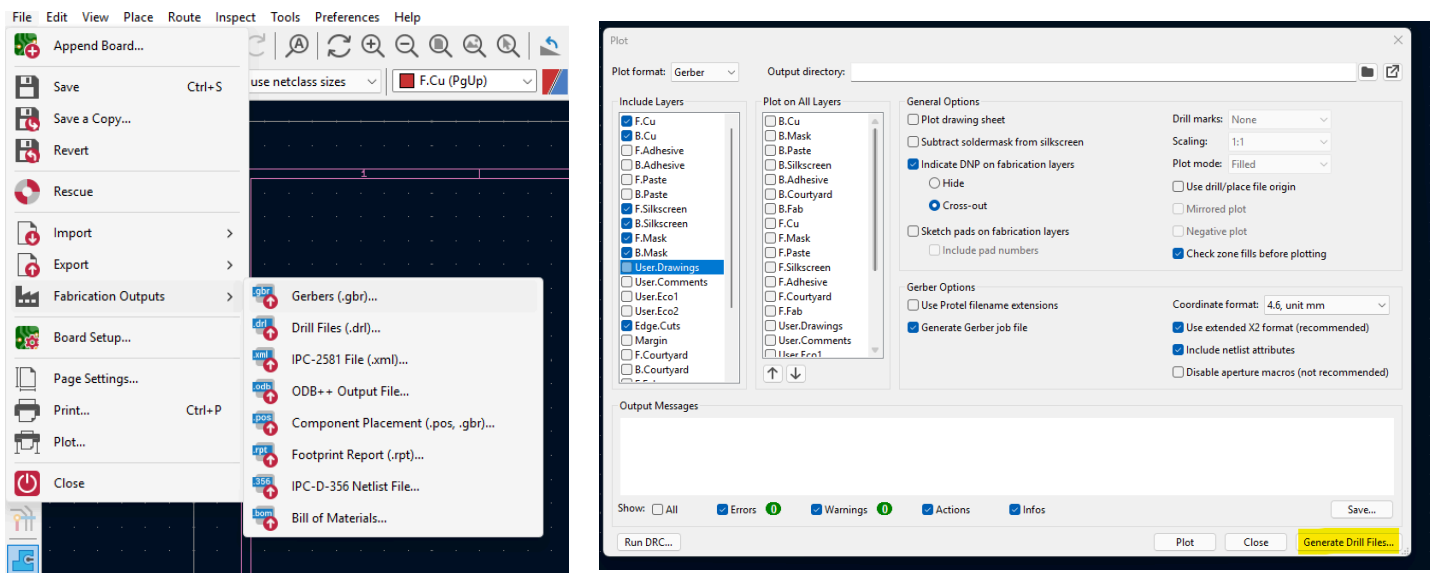 File Edit View Place Route Inspect Tools Preferences Help
Append Board...
Save Ctrl+S
Save a Copy...
Revert
Rescue
Import
Export
Fabrication Outputs
Board Setup...
Page Settings...
Print... Ctrl+P
Plot...
Close
A
use netclass sizes
F.Cu (PgUp)
1
.gbr Gerbers (.gbr)...
.drl Drill Files (.drl)...
.xml IPC-2581 File (.xml)...
.odb ODB++ Output File...
.pos Component Placement (.pos, .gbr)...
.rpt Footprint Report (.rpt)...
.356 IPC-D-356 Netlist File...
.bom Bill of Materials...
Plot
Plot format: Gerber
Output directory:
Include Layers
F.Cu
B.Cu
F.Adhesive
B.Adhesive
F.Paste
B.Paste
F.Silkscreen
B.Silkscreen
F.Mask
B.Mask
User.Drawings
User.Comments
User.Eco1
User.Eco2
Edge.Cuts
Margin
F.Courtyard
B.Courtyard
Plot on All Layers
B.Cu
B.Mask
B.Paste
B.Silkscreen
B.Adhesive
B.Courtyard
B.Fab
F.Cu
F.Mask
F.Paste
F.Silkscreen
F.Adhesive
F.Courtyard
F.Fab
User.Drawings
User.Comments
User.Eco1
General Options
Plot drawing sheet
Subtract soldermask from silkscreen
Indicate DNP on fabrication layers
Hide
Cross-out
Sketch pads on fabrication layers
Include pad numbers
Drill marks: None
Scaling: 1:1
Plot mode: Filled
Use drill/place file origin
Mirrored plot
Negative plot
Check zone fills before plotting
Gerber Options
Use Protel filename extensions
Generate Gerber job file
Coordinate format: 4.6, unit mm
Use extended X2 format (recommended)
Include netlist attributes
Disable aperture macros (not recommended)
Output Messages
Show: All Errors 0 Warnings 0 Actions Infos Save...
Run DRC... Plot Close Generate Drill Files...